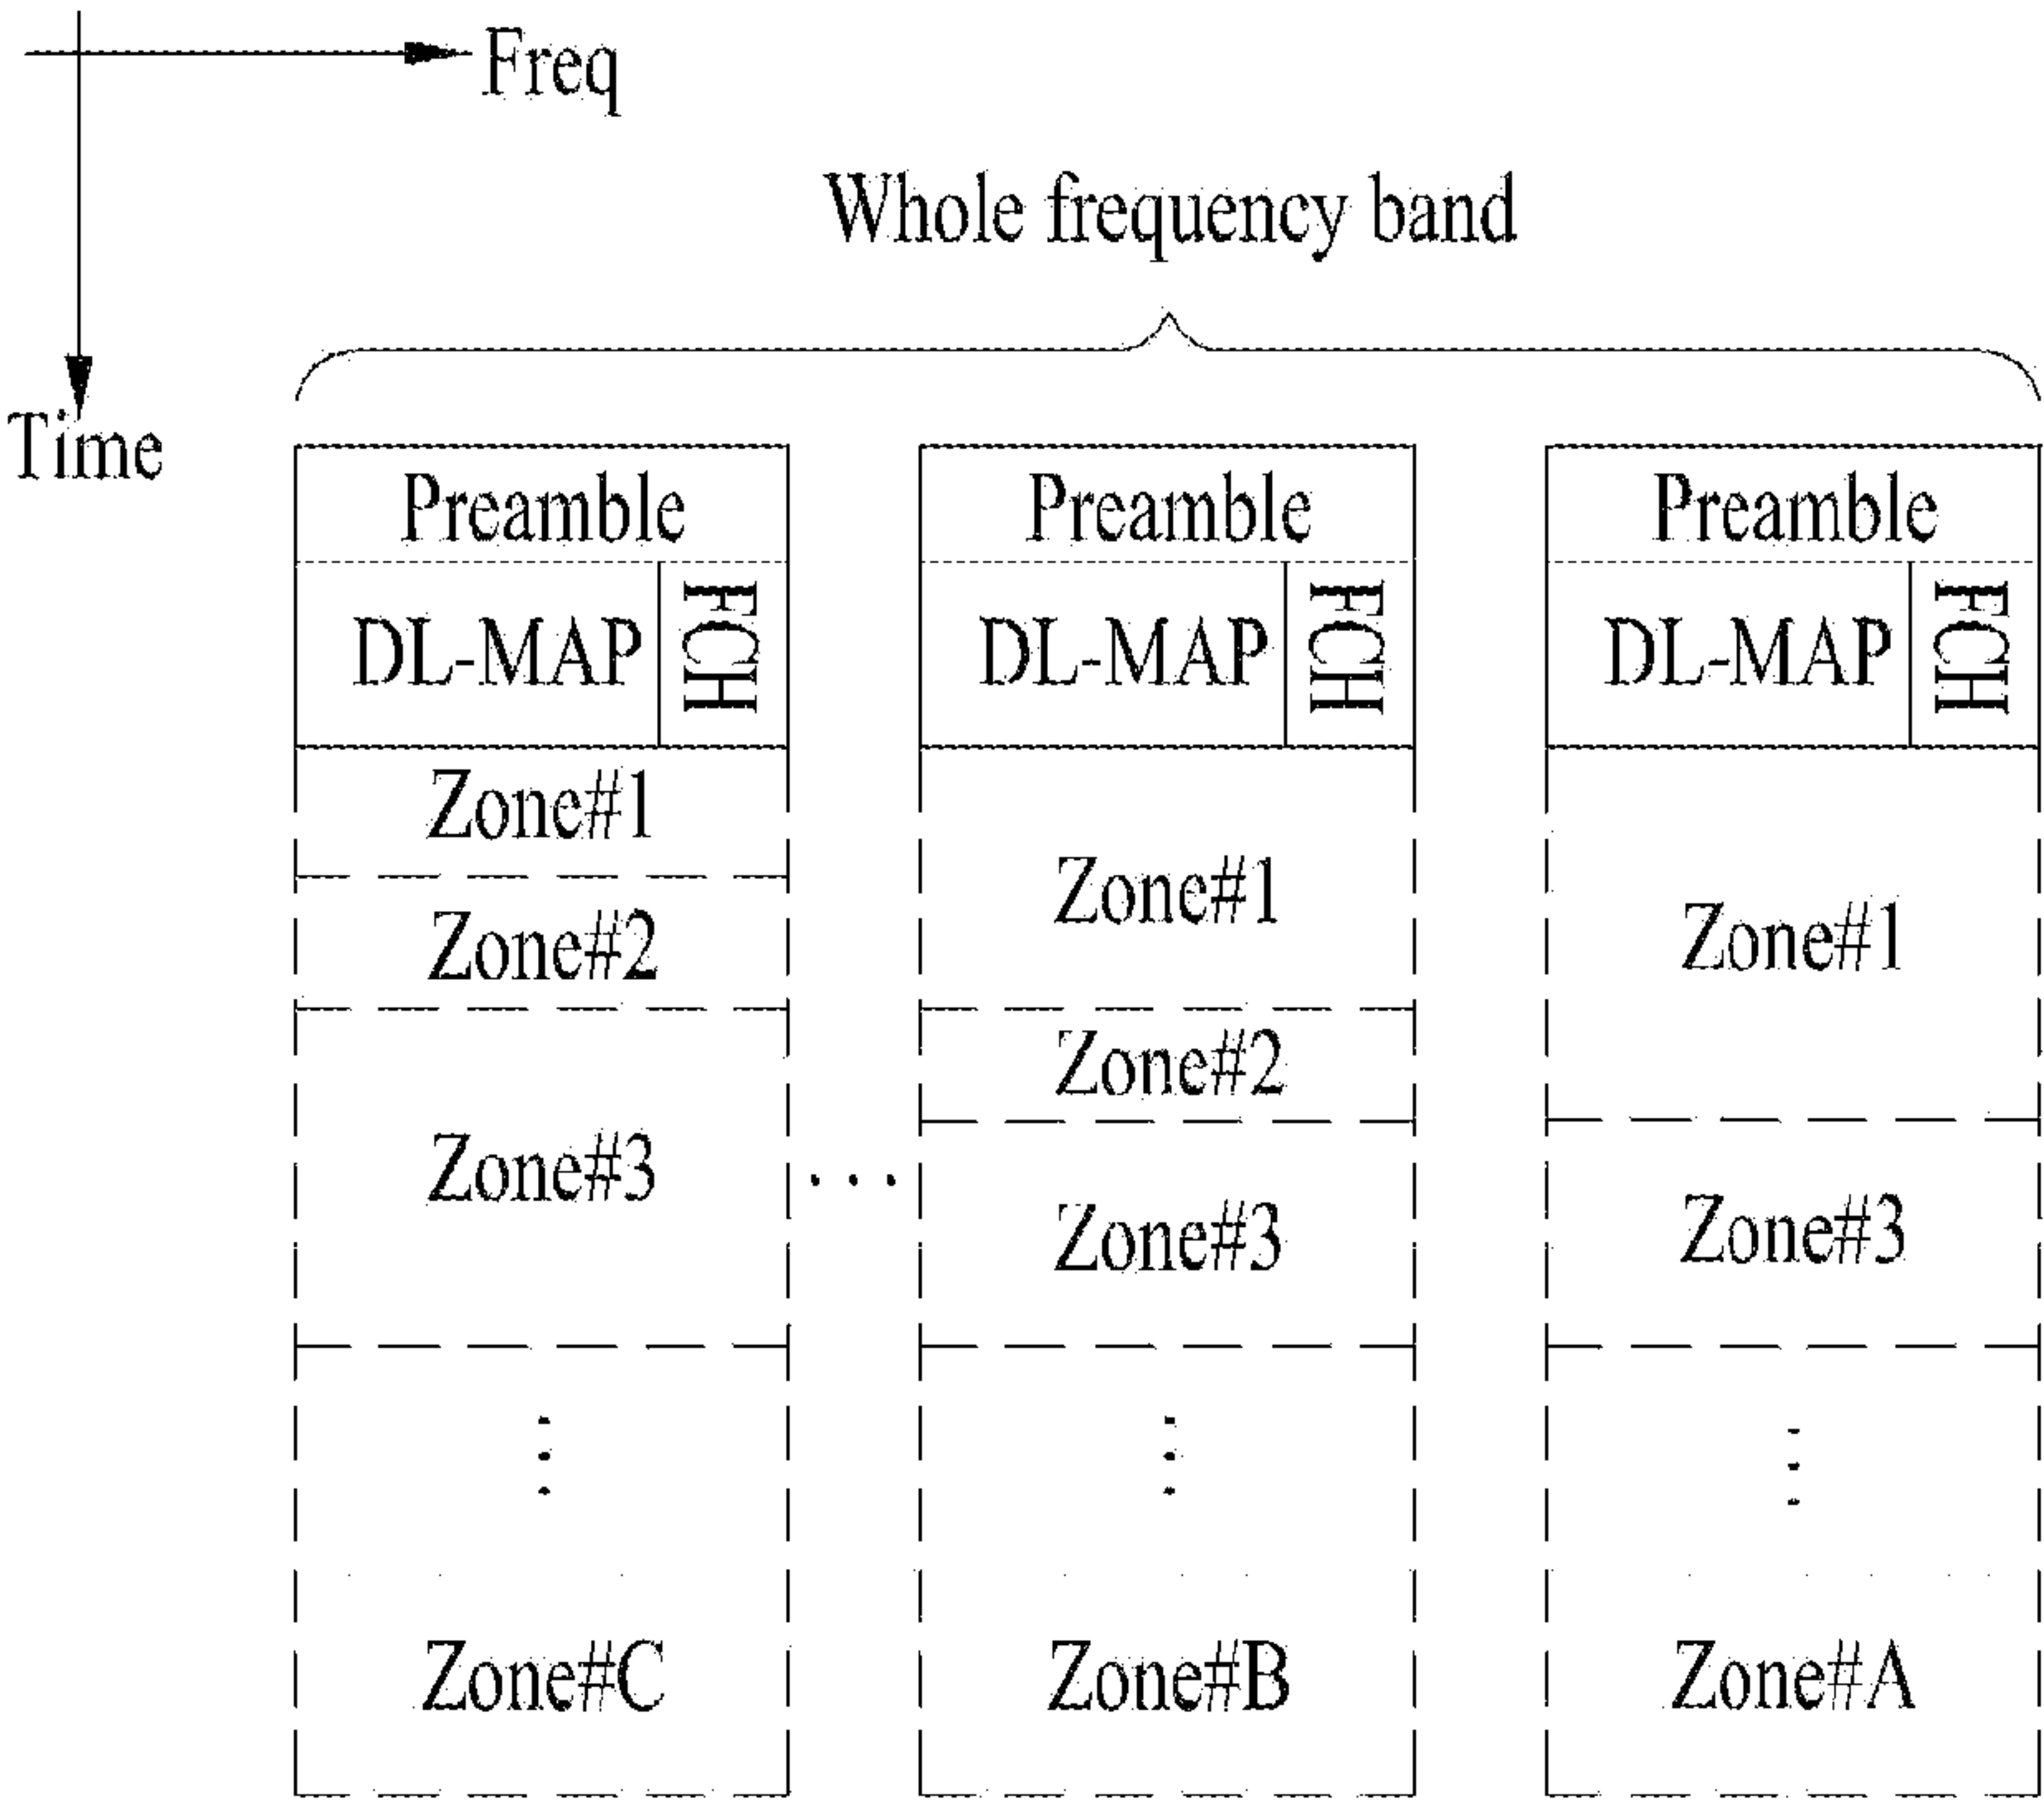 Freq
Whole frequency band
Time
Preamble
DL-MAP
FCH
Zone#1
Zone#2
Zone#3
Zone#C
...
Preamble
DL-MAP
FCH
Zone#1
Zone#2
Zone#3
Zone#B
Preamble
DL-MAP
FCH
Zone#1
Zone#3
Zone#A